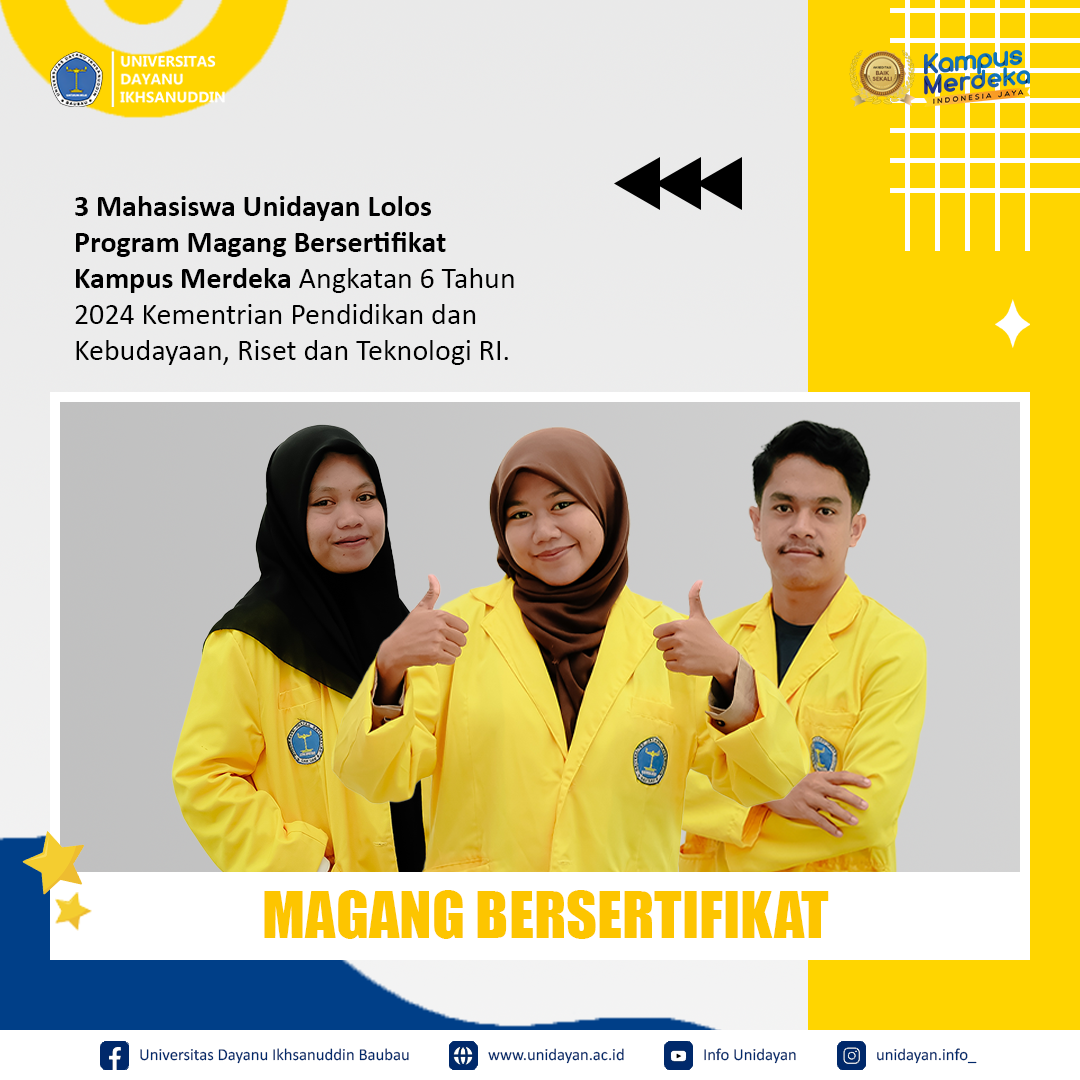 UNIVERSITAS
DAYANU
IKHSANUDDIN
BAIK
SEKALI
Kampus
Merdeka
INDONESIA JAYA
3 Mahasiswa Unidayan Lolos
Program Magang Bersertifikat
Kampus Merdeka Angkatan 6 Tahun
2024 Kementrian Pendidikan dan
Kebudayaan, Riset dan Teknologi RI.
MAGANG BERSERTIFIKAT
Universitas Dayanu Ikhsanuddin Baubau
www.unidayan.ac.id
Info Unidayan
unidayan.info_